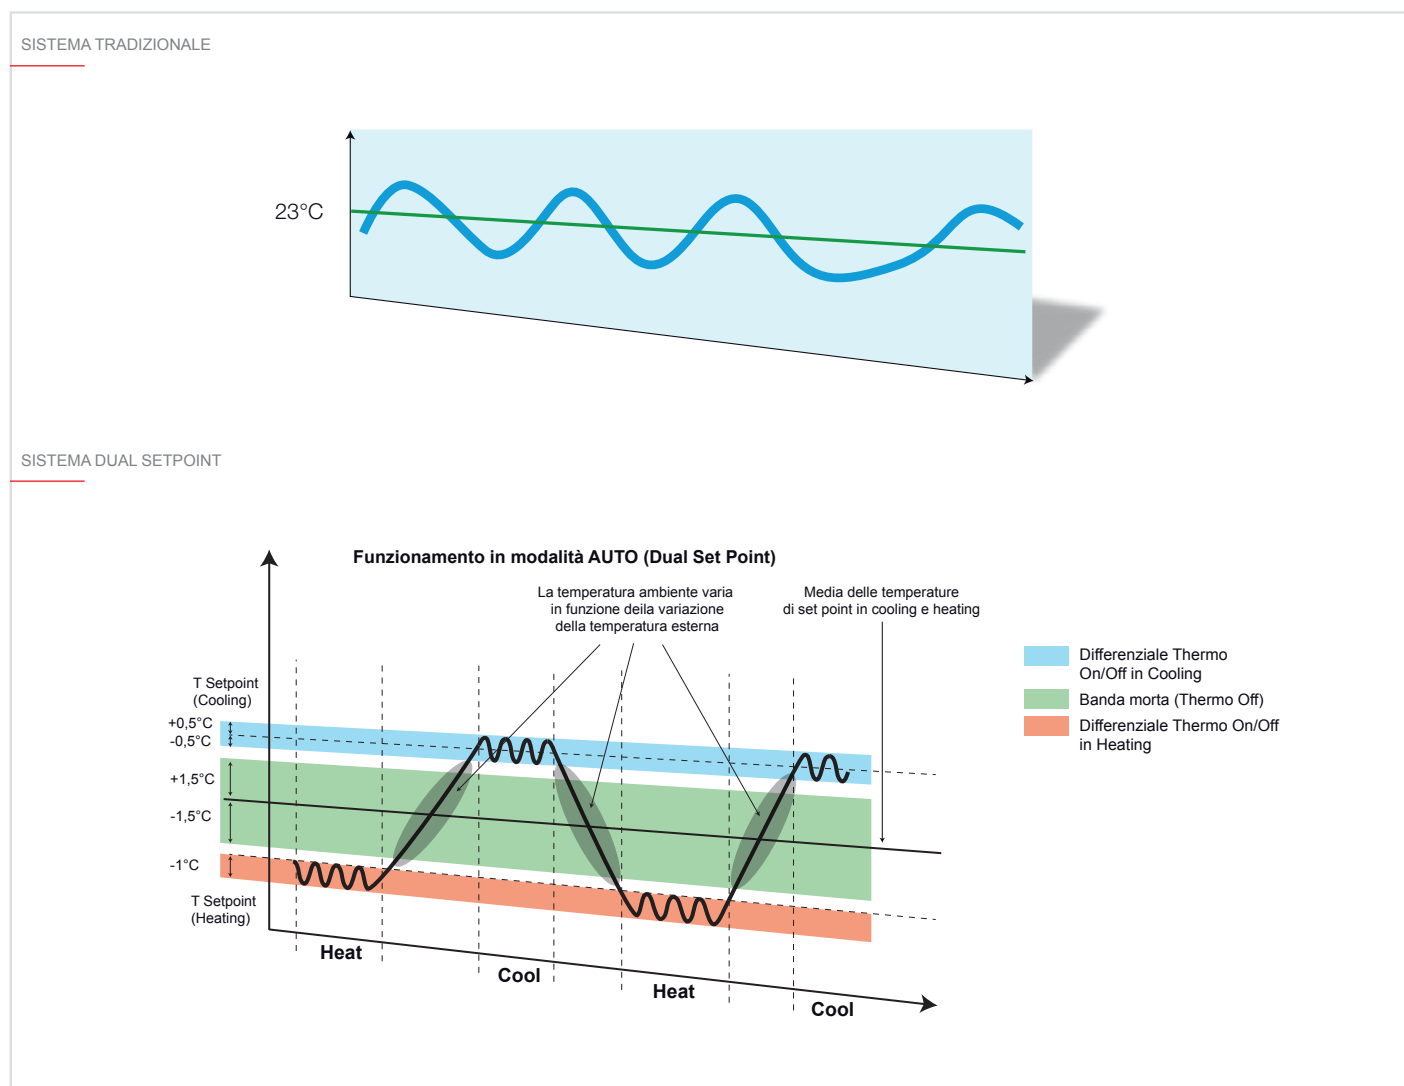 SISTEMA TRADIZIONALE
23°C
SISTEMA DUAL SETPOINT
Funzionamento in modalità AUTO (Dual Set Point)
La temperatura ambiente varia
in funzione deila variazione
della temperatura esterna
Media delle temperature
di set point in cooling e heating
Differenziale Thermo
On/Off in Cooling
Banda morta (Thermo Off)
Differenziale Thermo On/Off
in Heating
T Setpoint
(Cooling)
+0,5°C
-0,5°C
+1,5°C
-1,5°C
-1°C
T Setpoint
(Heating)
Heat
Cool
Heat
Cool